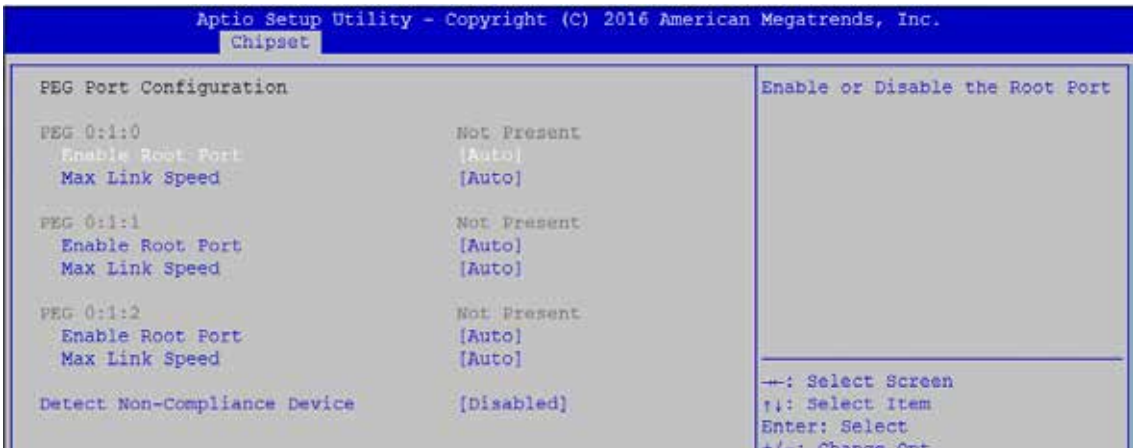 Aptio Setup Utility - Copyright (C) 2016 American Megatrends, Inc.
Chipset
PEG Port Configuration
PEG 0:1:0 Not Present
Enable Root Port [Auto]
Max Link Speed [Auto]
PEG 0:1:1 Not Present
Enable Root Port [Auto]
Max Link Speed [Auto]
PEG 0:1:2 Not Present
Enable Root Port [Auto]
Max Link Speed [Auto]
Detect Non-Compliance Device [Disabled]
Enable or Disable the Root Port
→←: Select Screen
↑↓: Select Item
Enter: Select
+/-: Change Opt